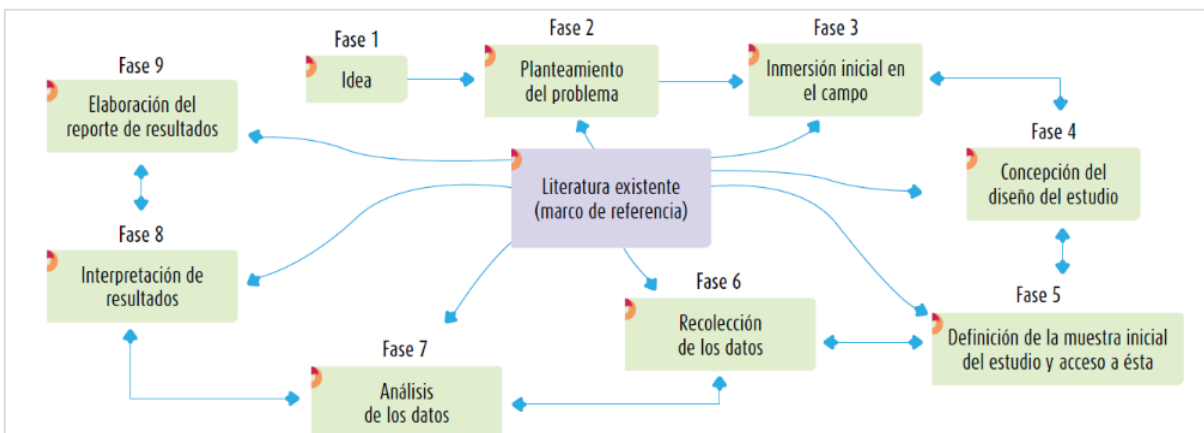 Fase 1
Idea
Fase 2
Planteamiento
del problema
Fase 3
Inmersión inicial en
el campo
Fase 4
Concepción del
diseño del estudio
Fase 5
Definición de la muestra inicial
del estudio y acceso a ésta
Fase 6
Recolección
de los datos
Fase 7
Análisis
de los datos
Fase 8
Interpretación de
resultados
Fase 9
Elaboración del
reporte de resultados
Literatura existente
(marco de referencia)